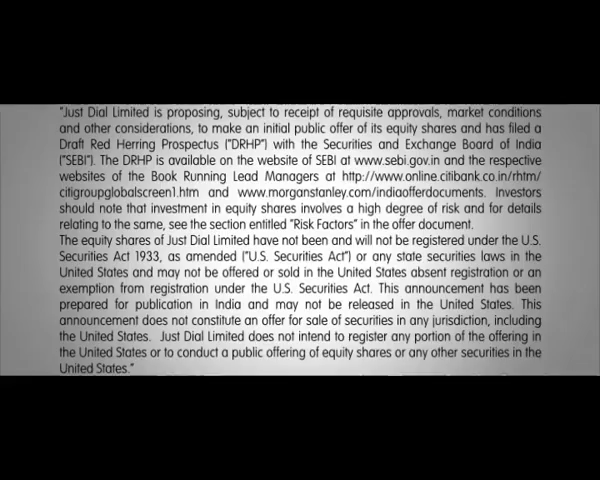 "Just Dial Limited is proposing, subject to receipt of requisite approvals, market conditions
and other considerations, to make an initial public offer of its equity shares and has filed a
Draft Red Herring Prospectus ("DRHP") with the Securities and Exchange Board of India
("SEBI"). The DRHP is available on the website of SEBI at www.sebi.gov.in and the respective
websites of the Book Running Lead Managers at http://www.online.citibank.co.in/rhtm/
citigroupglobalscreen1.htm and www.morganstanley.com/indiaofferdocuments. Investors
should note that investment in equity shares involves a high degree of risk and for details
relating to the same, see the section entitled "Risk Factors" in the offer document.
The equity shares of Just Dial Limited have not been and will not be registered under the U.S.
Securities Act 1933, as amended ("U.S. Securities Act") or any state securities laws in the
United States and may not be offered or sold in the United States absent registration or an
exemption from registration under the U.S. Securities Act. This announcement has been
prepared for publication in India and may not be released in the United States. This
announcement does not constitute an offer for sale of securities in any jurisdiction, including
the United States. Just Dial Limited does not intend to register any portion of the offering in
the United States or to conduct a public offering of equity shares or any other securities in the
United States."